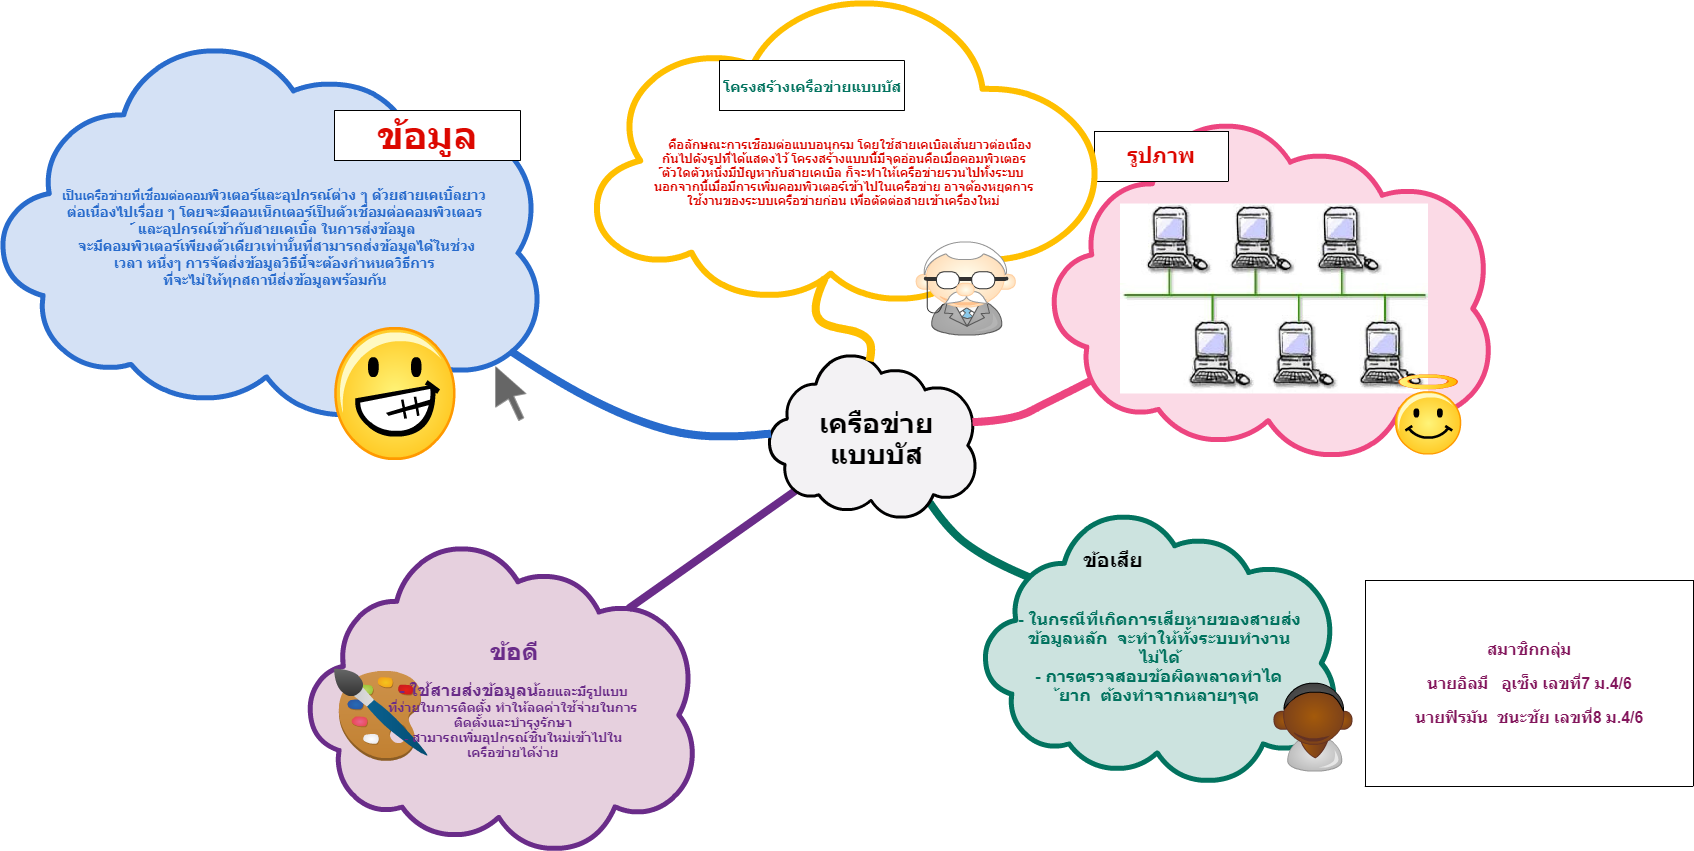 โครงสร้างเครือข่ายแบบบัส
คือลักษณะการเชื่อมต่อแบบอนุกรม โดยใช้สายเคเบิลเส้นยาวต่อเนื่อง
กันไปดังรูปที่ได้แสดงไว้ โครงสร้างแบบนี้มีจุดอ่อนคือเมื่อคอมพิวเตอร
์ตัวใดตัวหนึ่งมีปัญหากับสายเคเบิล ก็จะทำให้เครือข่ายรวนไปทั้งระบบ
นอกจากนี้เมื่อมีการเพิ่มคอมพิวเตอร์เข้าไปในเครือข่าย อาจต้องหยุดการ
ใช้งานของระบบเครือข่ายก่อน เพื่อตัดต่อสายเข้าเครื่องใหม่
ข้อมูล
เป็นเครือข่ายที่เชื่อมต่อคอมพิวเตอร์และอุปกรณ์ต่าง ๆ ด้วยสายเคเบิ้ลยาว
ต่อเนื่องไปเรื่อย ๆ โดยจะมีคอนเน็กเตอร์เป็นตัวเชื่อมต่อคอมพิวเตอร
์ และอุปกรณ์เข้ากับสายเคเบิ้ล ในการส่งข้อมูล
จะมีคอมพิวเตอร์เพียงตัวเดียวเท่านั้นที่สามารถส่งข้อมูลได้ในช่วง
เวลา หนึ่งๆ การจัดส่งข้อมูลวิธีนี้จะต้องกำหนดวิธีการ
ที่จะไม่ให้ทุกสถานีส่งข้อมูลพร้อมกัน
รูปภาพ
เครือข่าย
แบบบัส
ข้อดี
ใช้สายส่งข้อมูลน้อยและมีรูปแบบ
ที่ง่ายในการติดตั้ง ทำให้ลดค่าใช้จ่ายในการ
ติดตั้งและบำรุงรักษา
สามารถเพิ่มอุปกรณ์ชิ้นใหม่เข้าไปใน
เครือข่ายได้ง่าย
ข้อเสีย
- ในกรณีที่เกิดการเสียหายของสายส่ง
ข้อมูลหลัก จะทำให้ทั้งระบบทำงาน
ไม่ได้
- การตรวจสอบข้อผิดพลาดทำได
้ยาก ต้องทำจากหลายๆจุด
สมาชิกกลุ่ม
นายอิลมี อูเซ็ง เลขที่7 ม.4/6
นายฟิรมัน ชนะชัย เลขที่8 ม.4/6